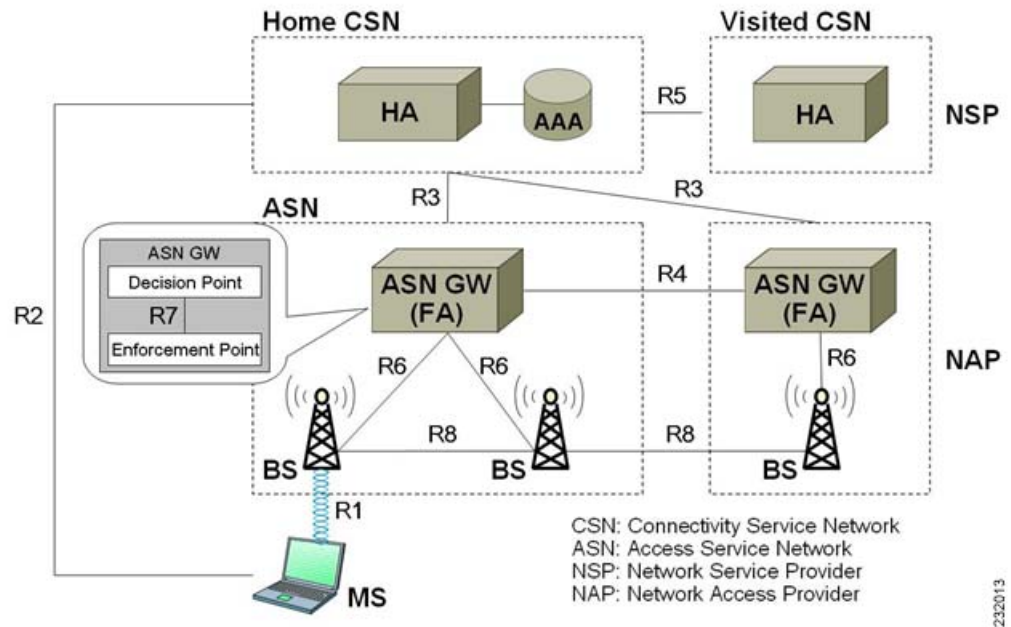 Home CSN
Visited CSN
HA
AAA
R5
HA
NSP
R3
R3
ASN
ASN GW
Decision Point
R7
Enforcement Point
R2
ASN GW
(FA)
R4
ASN GW
(FA)
R6
R6
R6
NAP
R8
R8
BS
BS
BS
R1
MS
CSN: Connectivity Service Network
ASN: Access Service Network
NSP: Network Service Provider
NAP: Network Access Provider
232013